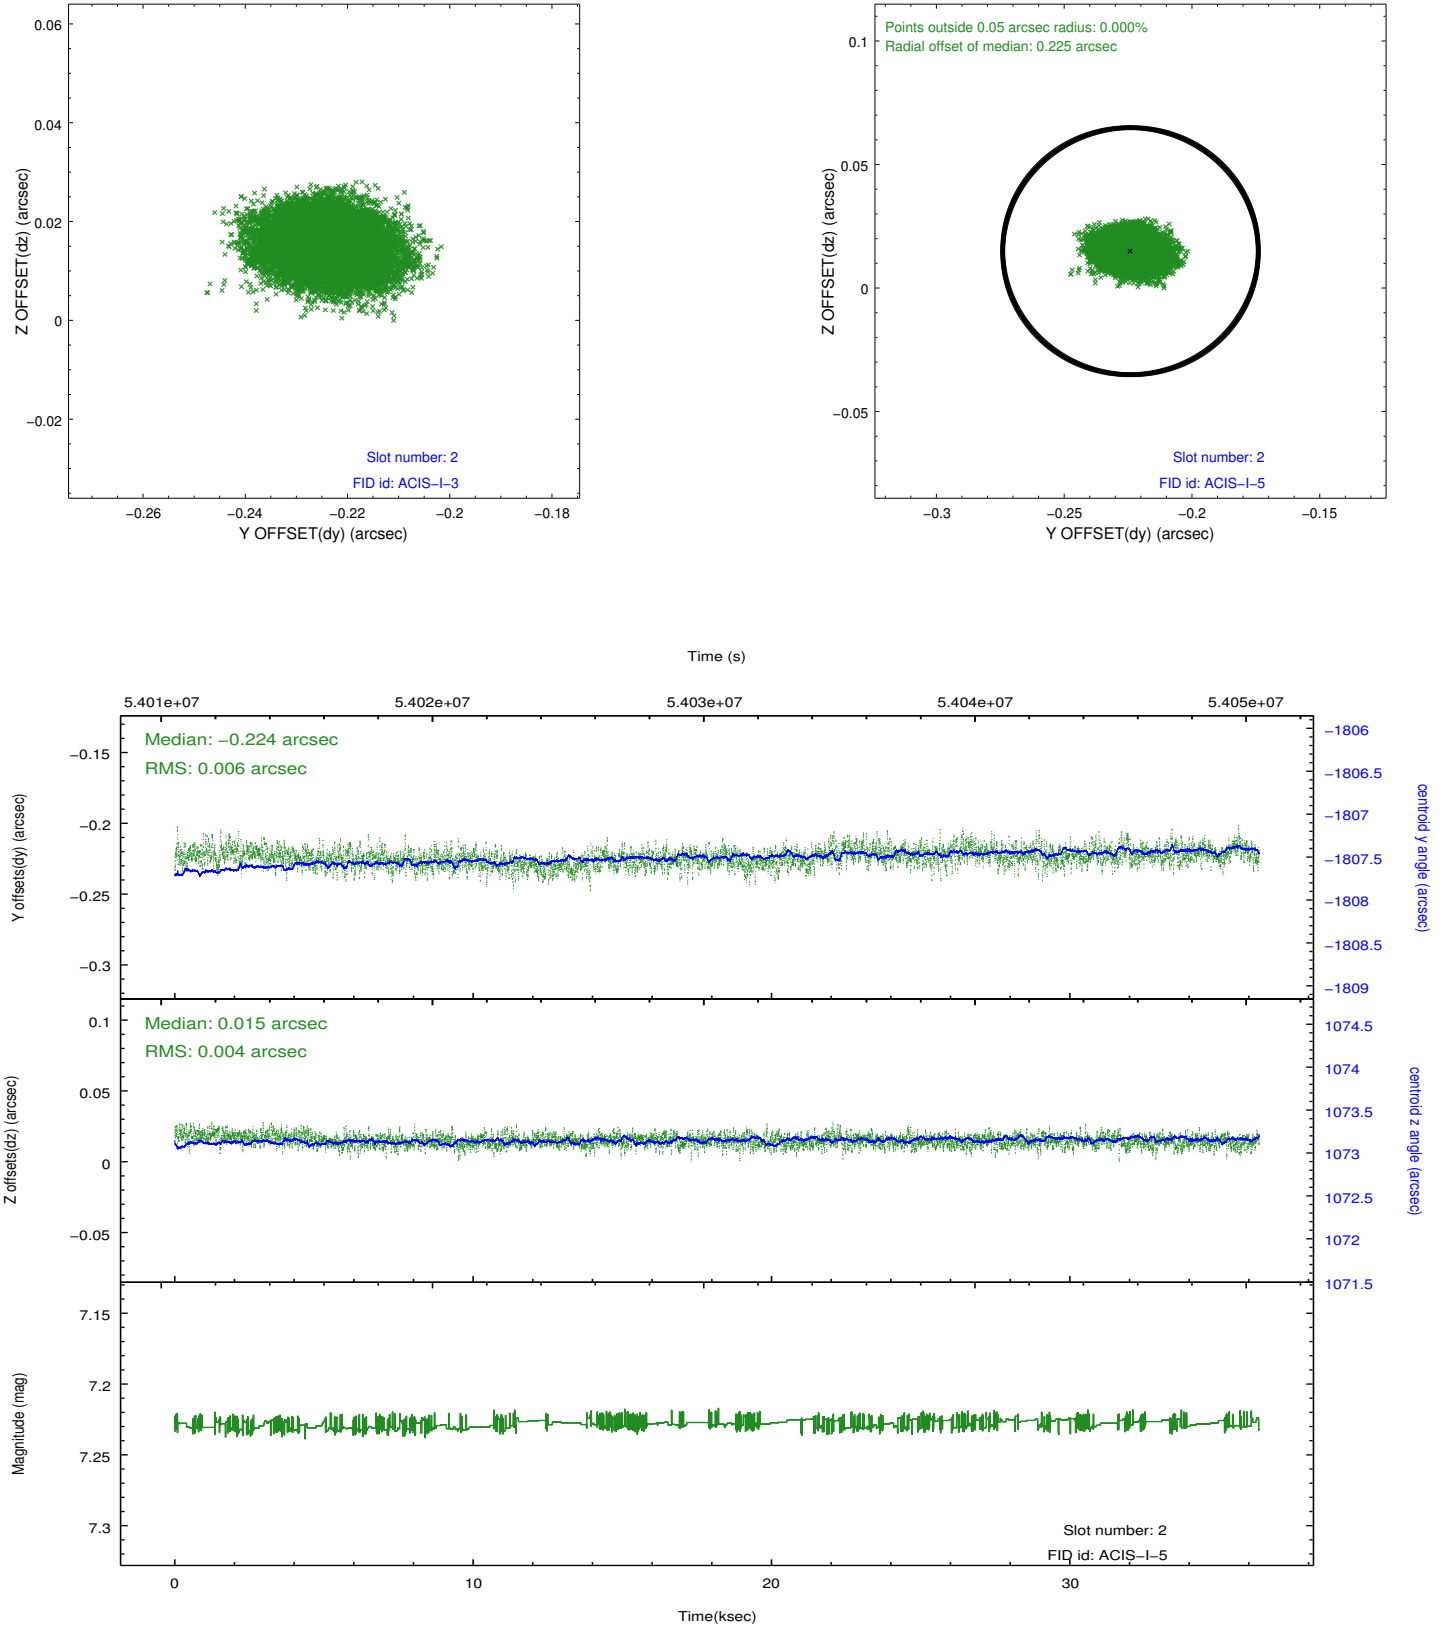 0.06
0.04
0.02
0
−0.02
Z OFFSET(dz) (arcsec)
Slot number: 2
FID id: ACIS−I−3
−0.26
−0.24
−0.22
−0.2
−0.18
Y OFFSET(dy) (arcsec)
Points outside 0.05 arcsec radius: 0.000%
Radial offset of median: 0.225 arcsec
0.1
0.05
0
−0.05
Z OFFSET(dz) (arcsec)
Slot number: 2
FID id: ACIS−I−5
−0.3
−0.25
−0.2
−0.15
Y OFFSET(dy) (arcsec)
Time (s)
5.401e+07
5.402e+07
5.403e+07
5.404e+07
5.405e+07
Median: −0.224 arcsec
RMS: 0.006 arcsec
−0.15
−0.2
−0.25
−0.3
Y offsets(dy) (arcsec)
−1806
−1806.5
−1807
−1807.5
−1808
−1808.5
−1809
centroid y angle (arcsec)
Median: 0.015 arcsec
RMS: 0.004 arcsec
0.1
0.05
0
−0.05
Z offsets(dz) (arcsec)
1074.5
1074
1073.5
1073
1072.5
1072
1071.5
centroid z angle (arcsec)
7.15
7.2
7.25
7.3
Magnitude (mag)
Slot number: 2
FID id: ACIS−I−5
0
10
20
30
Time(ksec)